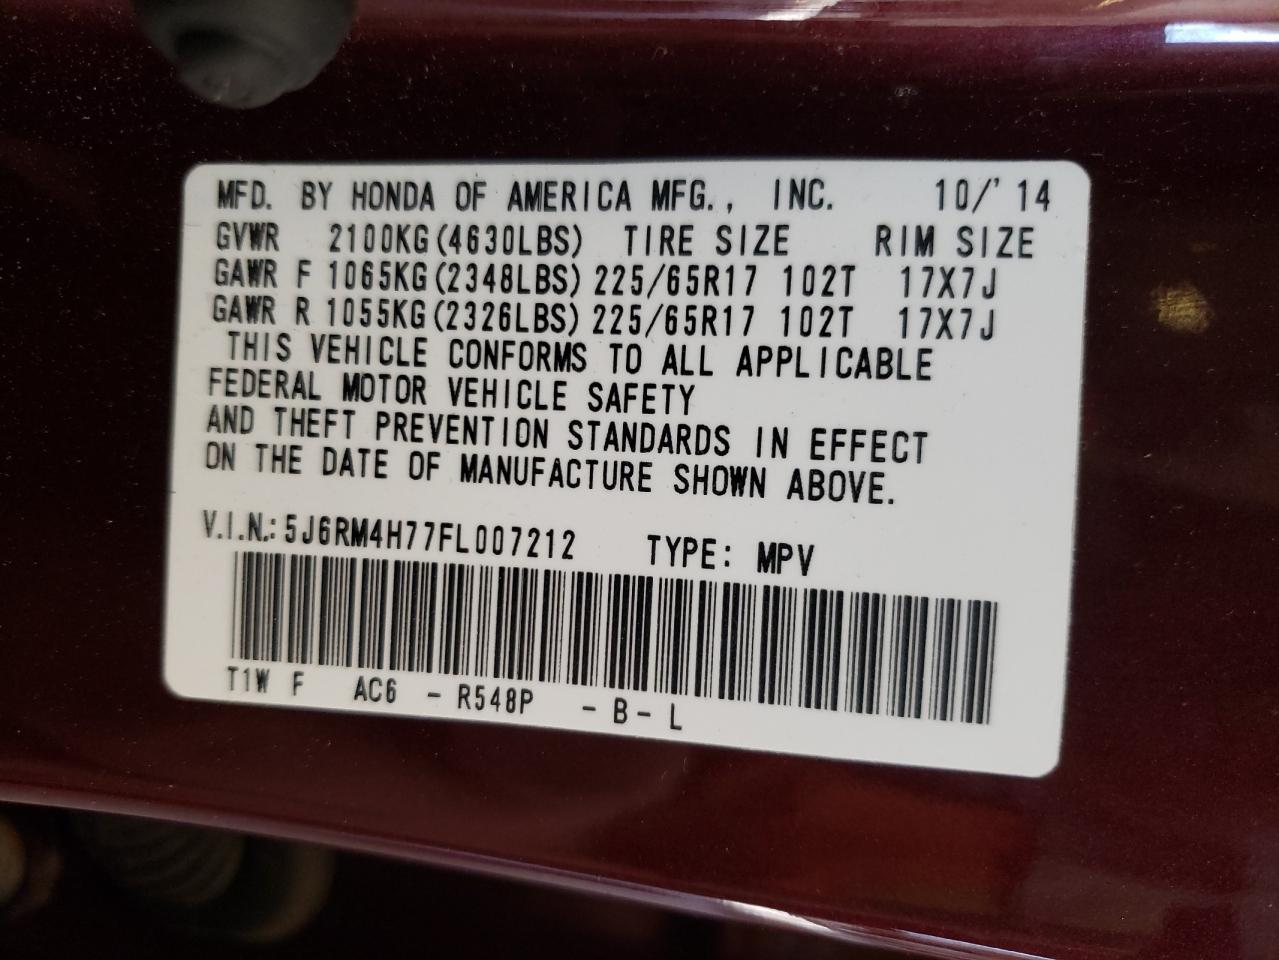 MFD. BY HONDA OF AMERICA MFG., INC. 10/'14
GVWR 2100KG(4630LBS) TIRE SIZE RIM SIZE
GAWR F 1065KG(2348LBS) 225/65R17 102T 17X7J
GAWR R 1055KG(2326LBS) 225/65R17 102T 17X7J
THIS VEHICLE CONFORMS TO ALL APPLICABLE
FEDERAL MOTOR VEHICLE SAFETY
AND THEFT PREVENTION STANDARDS IN EFFECT
ON THE DATE OF MANUFACTURE SHOWN ABOVE.
V.I.N.: 5J6RM4H77FL007212 TYPE: MPV
T1W F AC6 - R548P - B - L